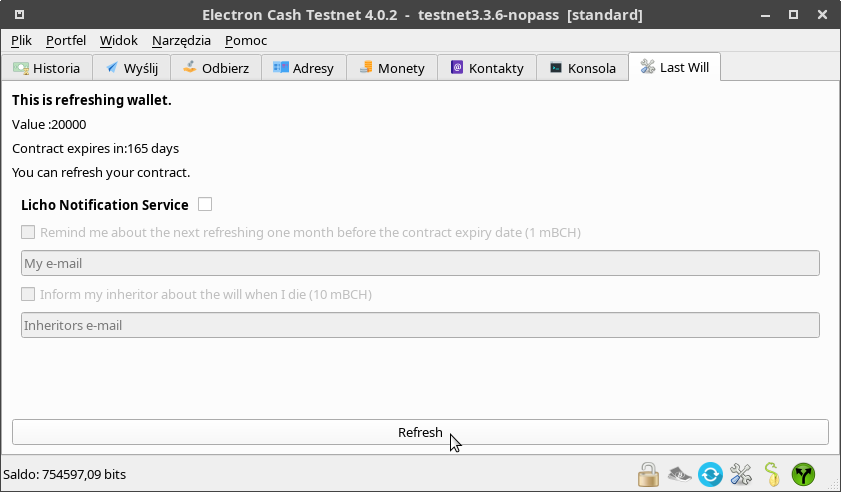 Electron Cash Testnet 4.0.2 - testnet3.3.6-nopass [standard]
Plik Portfel Widok Narzędzia Pomoc
Historia Wyślij Odbierz Adresy Monety Kontakty Konsola Last Will
This is refreshing wallet.
Value :20000
Contract expires in:165 days
You can refresh your contract.
Licho Notification Service
Remind me about the next refreshing one month before the contract expiry date (1 mBCH)
My e-mail
Inform my inheritor about the will when I die (10 mBCH)
Inheritors e-mail
Refresh
Saldo: 754597,09 bits